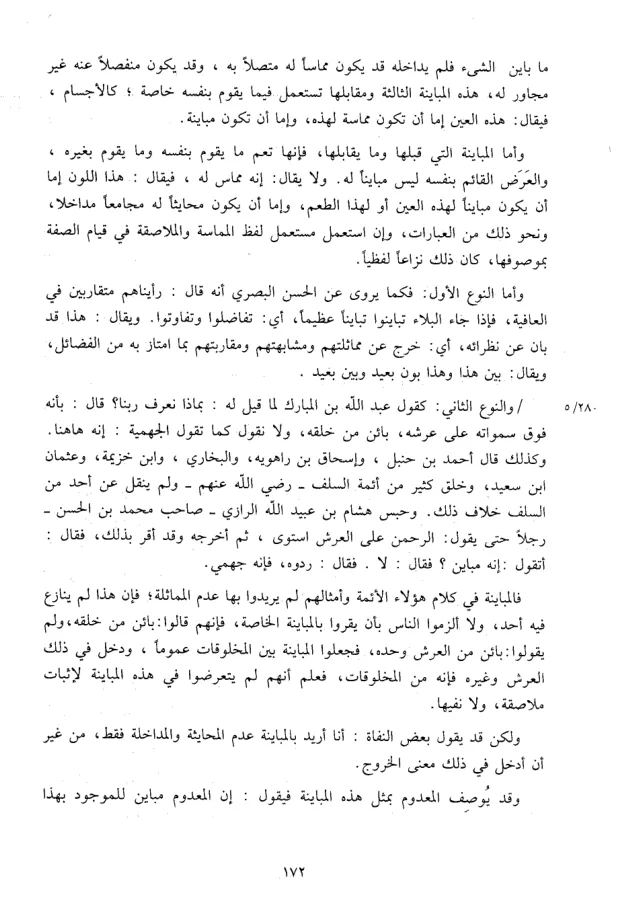 ما باين الشىء فلم يداخله قد يكون مماساً له متصلاً به ، وقد يكون منفصلاً عنه غير
مجاور له، هذه المباينة الثالثة ومقابلها تستعمل فيما يقوم بنفسه خاصة ؛ كالأجسام ،
فيقال: هذه العين إما أن تكون مماسة لهذه، وإما أن تكون مباينة.
وأما المباينة التي قبلها وما يقابلها، فإنها تعم ما يقوم بنفسه وما يقوم بغيره ،
والعَرَض القائم بنفسه ليس مبايناً له. ولا يقال: إنه مماس له ، فيقال : هذا اللون إما
أن يكون مبايناً لهذه العين أو لهذا الطعم، وإما أن يكون محايثاً له مجامعاً مداخلا،
ونحو ذلك من العبارات، وإن استعمل مستعمل لفظ المماسة والملاصقة في قيام الصفة
بموصوفها، كان ذلك نزاعاً لفظياً.
وأما النوع الأول: فكما يروى عن الحسن البصري أنه قال : رأيناهم متقاربين في
العافية، فإذا جاء البلاء تباينوا تبايناً عظيماً، أي: تفاضلوا وتفاوتوا. ويقال : هذا قد
بان عن نظرائه، أي: خرج عن مماثلتهم ومشابهتهم ومقاربتهم بما امتاز به من الفضائل،
ويقال: بين هذا وهذا بون بعيد وبين بعيد .
٥/٢٨٠ / والنوع الثاني: كقول عبد الله بن المبارك لما قيل له : بماذا نعرف ربنا؟ قال : بأنه
فوق سمواته على عرشه، بائن من خلقه، ولا نقول كما تقول الجهمية : إنه هاهنا.
وكذلك قال أحمد بن حنبل ، وإسحاق بن راهويه، والبخاري ، وابن خزيمة، وعثمان
ابن سعيد، وخلق كثير من أئمة السلف ـ رضي الله عنهم ـ ولم ينقل عن أحد من
السلف خلاف ذلك. وحبس هشام بن عبيد الله الرازي ـ صاحب محمد بن الحسن ـ
رجلاً حتى يقول: الرحمن على العرش استوى ، ثم أخرجه وقد أقر بذلك، فقال :
أتقول :إنه مباين ؟ فقال : لا . فقال : ردوه، فإنه جهمي.
فالمباينة في كلام هؤلاء الأئمة وأمثالهم لم يريدوا بها عدم المماثلة؛ فإن هذا لم ينازع
فيه أحد، ولا ألزموا الناس بأن يقروا بالمباينة الخاصة، فإنهم قالوا:بائن من خلقه،ولم
يقولوا:بائن من العرش وحده، فجعلوا المباينة بين المخلوقات عموماً ، ودخل في ذلك
العرش وغيره فإنه من المخلوقات، فعلم أنهم لم يتعرضوا في هذه المباينة لإثبات
ملاصقة، ولا نفيها.
ولكن قد يقول بعض النفاة : أنا أريد بالمباينة عدم المحايثة والمداخلة فقط، من غير
أن أدخل في ذلك معنى الخروج.
وقد يُوصِف المعدوم بمثل هذه المباينة فيقول : إن المعدوم مباين للموجود بهذا
١٧٢